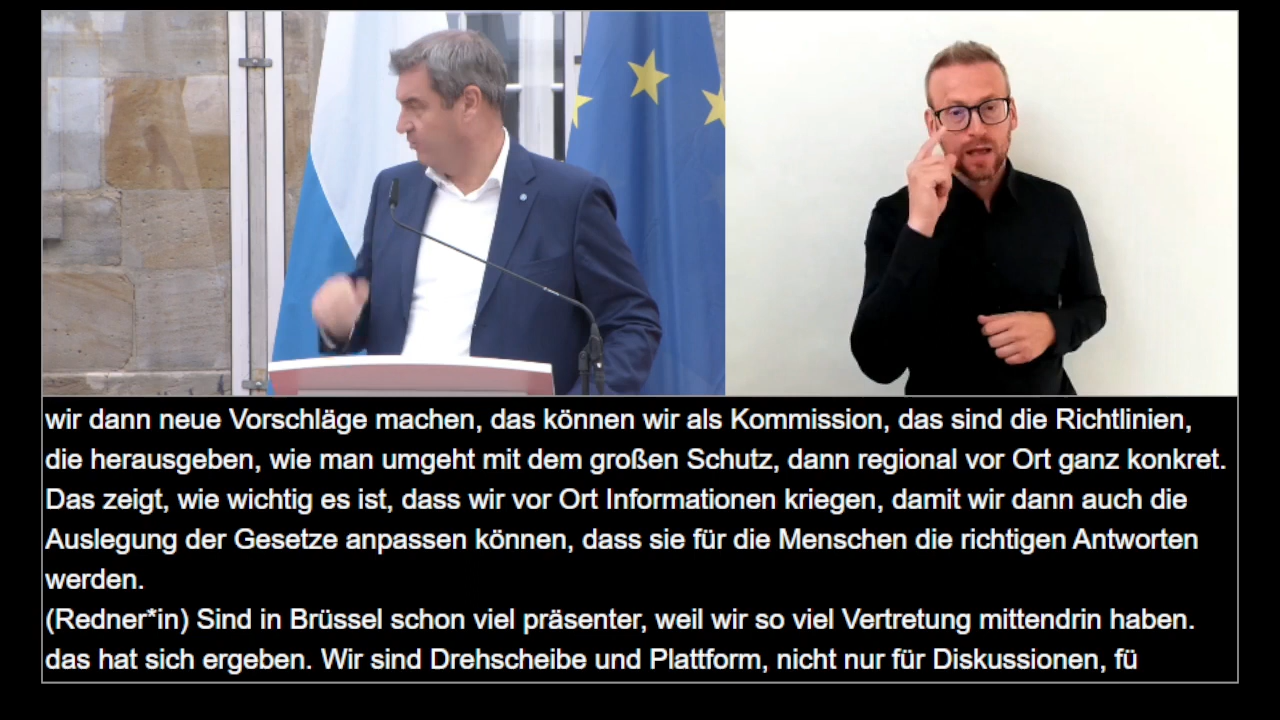 wir dann neue Vorschläge machen, das können wir als Kommission, das sind die Richtlinien,
die herausgeben, wie man umgeht mit dem großen Schutz, dann regional vor Ort ganz konkret.
Das zeigt, wie wichtig es ist, dass wir vor Ort Informationen kriegen, damit wir dann auch die
Auslegung der Gesetze anpassen können, dass sie für die Menschen die richtigen Antworten
werden.
(Redner*in) Sind in Brüssel schon viel präsenter, weil wir so viel Vertretung mittendrin haben.
das hat sich ergeben. Wir sind Drehscheibe und Plattform, nicht nur für Diskussionen, fü